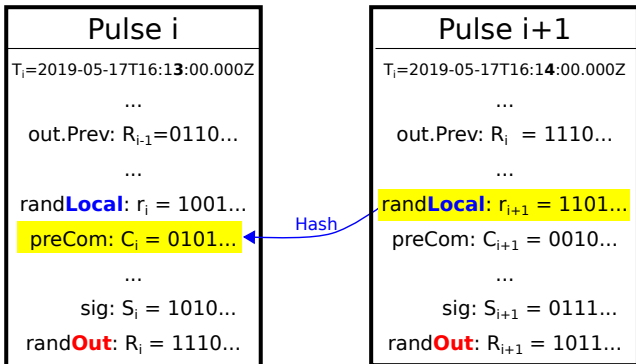 Pulse i
Tᵢ=2019-05-17T16:13:00.000Z
...
out.Prev: Rᵢ₋₁=0110...
...
randLocal: rᵢ = 1001...
preCom: Cᵢ = 0101...
...
sig: Sᵢ = 1010...
randOut: Rᵢ = 1110...
Hash
Pulse i+1
Tᵢ=2019-05-17T16:14:00.000Z
...
out.Prev: Rᵢ = 1110...
...
randLocal: rᵢ₊₁ = 1101...
preCom: Cᵢ₊₁ = 0010...
...
sig: Sᵢ₊₁ = 0111...
randOut: Rᵢ₊₁ = 1011...